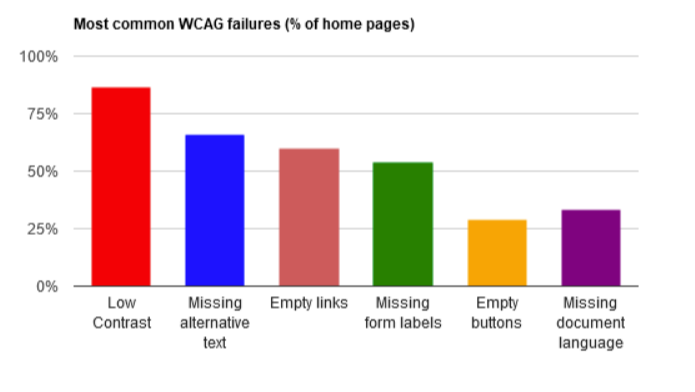 Most common WCAG failures (% of home pages)
100%
75%
50%
25%
0%
Low
Contrast
Missing
alternative
text
Empty links
Missing
form labels
Empty
buttons
Missing
document
language